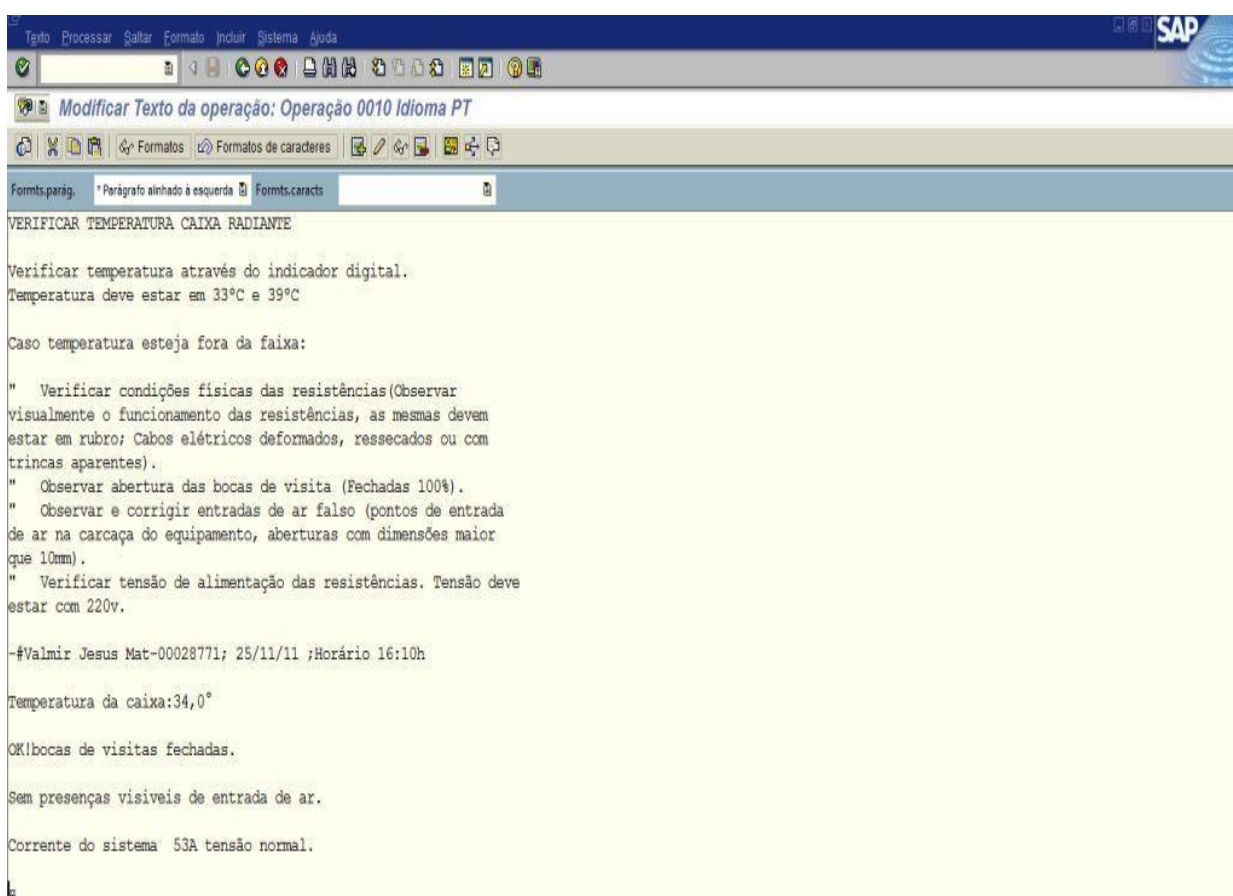 Texto Processar Saltar Formato Incluir Sistema Ajuda
SAP
Modificar Texto da operação: Operação 0010 Idioma PT
Formatos Formatos de caracteres
Formts.parág. * Parágrafo alinhado à esquerda Formts.caracts
VERIFICAR TEMPERATURA CAIXA RADIANTE
Verificar temperatura através do indicador digital.
Temperatura deve estar em 33°C e 39°C
Caso temperatura esteja fora da faixa:
" Verificar condições físicas das resistências(Observar
visualmente o funcionamento das resistências, as mesmas devem
estar em rubro; Cabos elétricos deformados, ressecados ou com
trincas aparentes).
" Observar abertura das bocas de visita (Fechadas 100%).
" Observar e corrigir entradas de ar falso (pontos de entrada
de ar na carcaça do equipamento, aberturas com dimensões maior
que 10mm).
" Verificar tensão de alimentação das resistências. Tensão deve
estar com 220v.
-#Valmir Jesus Mat-00028771; 25/11/11 ;Horário 16:10h
Temperatura da caixa:34,0°
OK!bocas de visitas fechadas.
Sem presenças visiveis de entrada de ar.
Corrente do sistema 53A tensão normal.